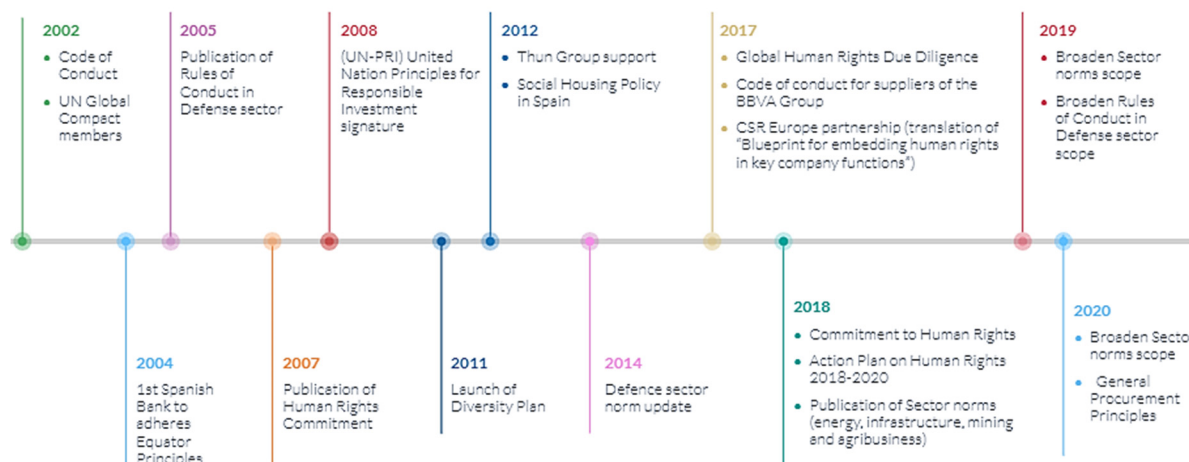 2002
• Code of
Conduct
• UN Global
Compact
members
2005
Publication of
Rules of
Conduct in
Defense sector
2008
(UN-PRI) United
Nation Principles for
Responsible
Investment
signature
2012
• Thun Group support
• Social Housing Policy
in Spain
2017
• Global Human Rights Due Diligence
• Code of conduct for suppliers of the
BBVA Group
• CSR Europe partnership (translation of
“Blueprint for embedding human rights
in key company functions”)
2019
• Broaden Sector
norms scope
• Broaden Rules
of Conduct in
Defense sector
scope
2004
1st Spanish
Bank to
adheres
Equator
Principles
2007
Publication of
Human Rights
Commitment
2011
Launch of
Diversity Plan
2014
Defence sector
norm update
2018
• Commitment to Human Rights
• Action Plan on Human Rights
2018-2020
• Publication of Sector norms
(energy, infrastructure, mining
and agribusiness)
2020
• Broaden Secto
norms scope
• General
Procurement
Principles